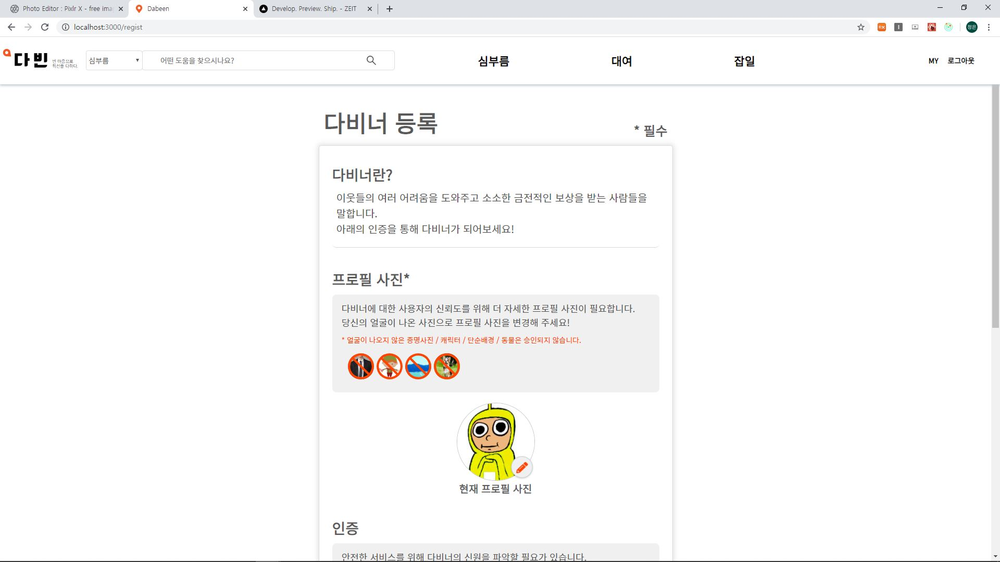 Photo Editor : Pixlr X - free ima
Dabeen
Develop. Preview. Ship. - ZEIT
localhost:3000/regist
정은
다빈
빈 마음으로
최선을 다하다.
심부름
어떤 도움을 찾으시나요?
심부름
대여
잡일
MY
로그아웃
다비너 등록
* 필수
다비너란?
이웃들의 여러 어려움을 도와주고 소소한 금전적인 보상을 받는 사람들을
말합니다.
아래의 인증을 통해 다비너가 되어보세요!
프로필 사진*
다비너에 대한 사용자의 신뢰도를 위해 더 자세한 프로필 사진이 필요합니다.
당신의 얼굴이 나온 사진으로 프로필 사진을 변경해 주세요!
* 얼굴이 나오지 않은 증명사진 / 캐릭터 / 단순배경 / 동물은 승인되지 않습니다.
현재 프로필 사진
인증
안전한 서비스를 위해 다비너의 신원을 파악할 필요가 있습니다.